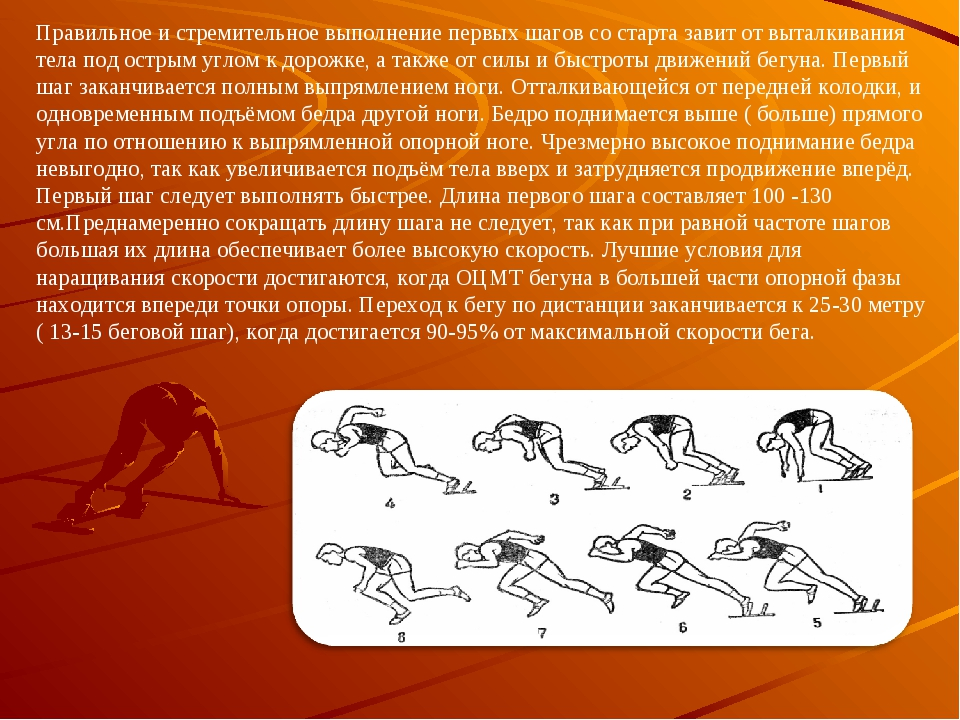 Правильное и стремительное выполнение первых шагов со старта завит от выталкивания
тела под острым углом к дорожке, а также от силы и быстроты движений бегуна. Первый
шаг заканчивается полным выпрямлением ноги. Отталкивающейся от передней колодки, и
одновременным подъёмом бедра другой ноги. Бедро поднимается выше ( больше) прямого
угла по отношению к выпрямленной опорной ноге. Чрезмерно высокое поднимание бедра
невыгодно, так как увеличивается подъём тела вверх и затрудняется продвижение вперёд.
Первый шаг следует выполнять быстрее. Длина первого шага составляет 100 -130
см.Преднамеренно сокращать длину шага не следует, так как при равной частоте шагов
большая их длина обеспечивает более высокую скорость. Лучшие условия для
наращивания скорости достигаются, когда ОЦМТ бегуна в большей части опорной фазы
находится впереди точки опоры. Переход к бегу по дистанции заканчивается к 25-30 метру
( 13-15 беговой шаг), когда достигается 90-95% от максимальной скорости бега.
4 3 2 1
8 7 6 5